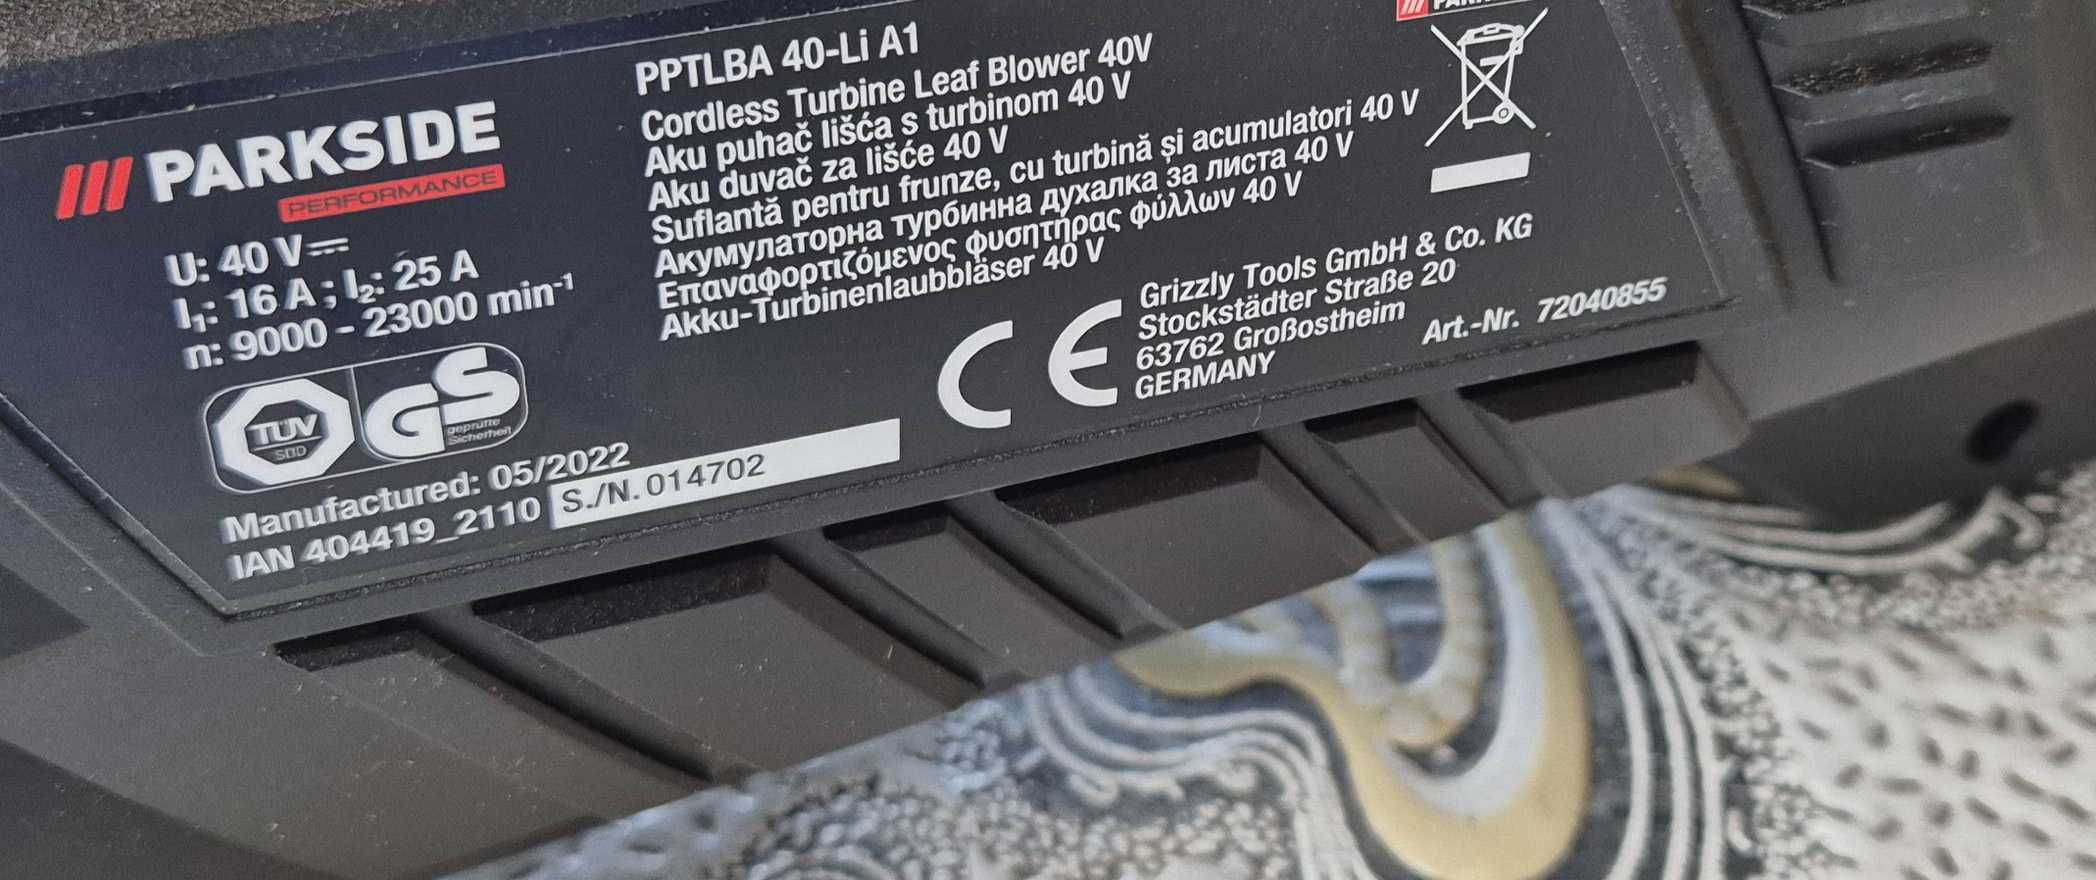 PARKSIDE
PERFORMANCE
U: 40 V
I₁: 16 A ; I₂: 25 A
n: 9000 - 23000 min⁻¹
TÜV
SÜD
GS
geprüfte
Sicherheit
Manufactured: 05/2022
IAN 404419_2110
S./N. 014702
PPTLBA 40-Li A1
Cordless Turbine Leaf Blower 40V
Aku puhač lišća s turbinom 40 V
Aku duvač za lišće 40 V
Suflantă pentru frunze, cu turbină și acumulatori 40 V
Акумулаторна турбинна духалка за листа 40 V
Επαναφορτιζόμενος φυσητήρας φύλλων 40 V
Akku-Turbinenlaubbläser 40 V
CE
Grizzly Tools GmbH & Co. KG
Stockstädter Straße 20
63762 Großostheim
GERMANY
Art.-Nr. 72040855